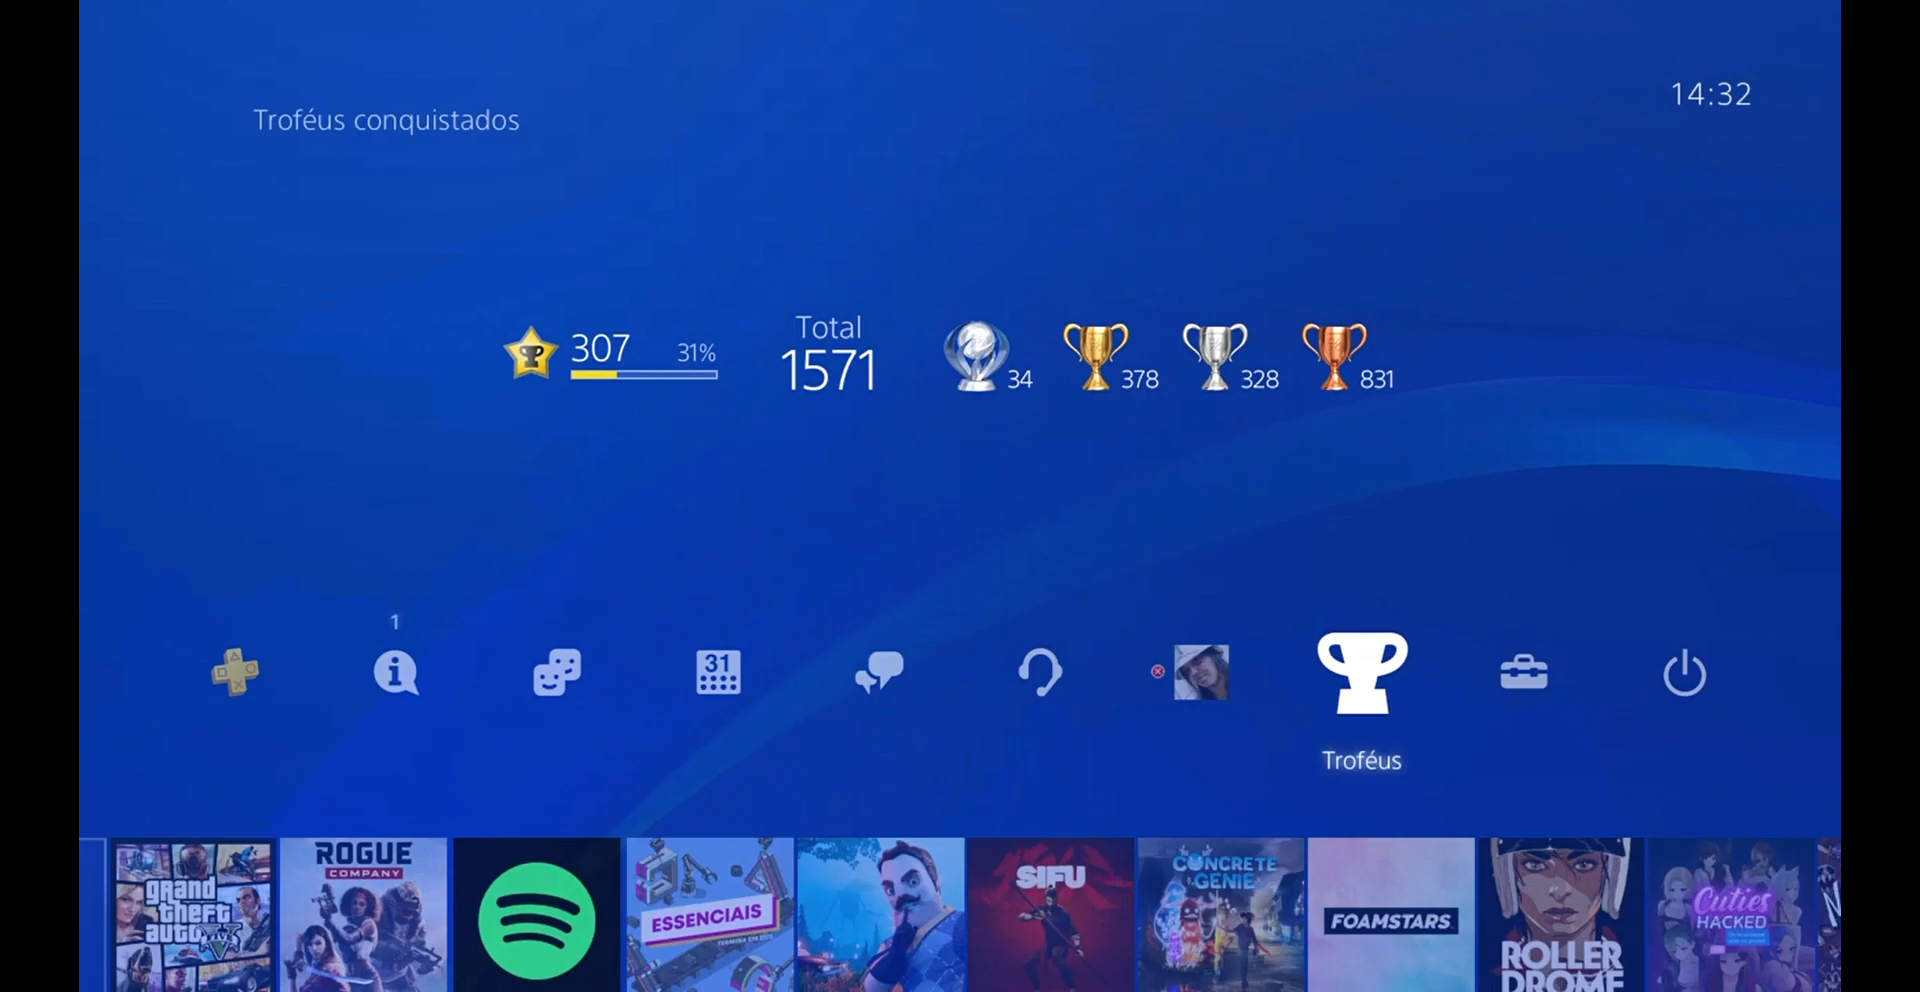 14:32
Troféus conquistados
307 31%
Total
1571
34 378 328 831
1
31
Troféus
grand
theft
auto
V
ROGUE
COMPANY
ESSENCIAIS
SIFU
CONCRETE
GENIE
FOAMSTARS
ROLLER
DROME
Cuties
HACKED